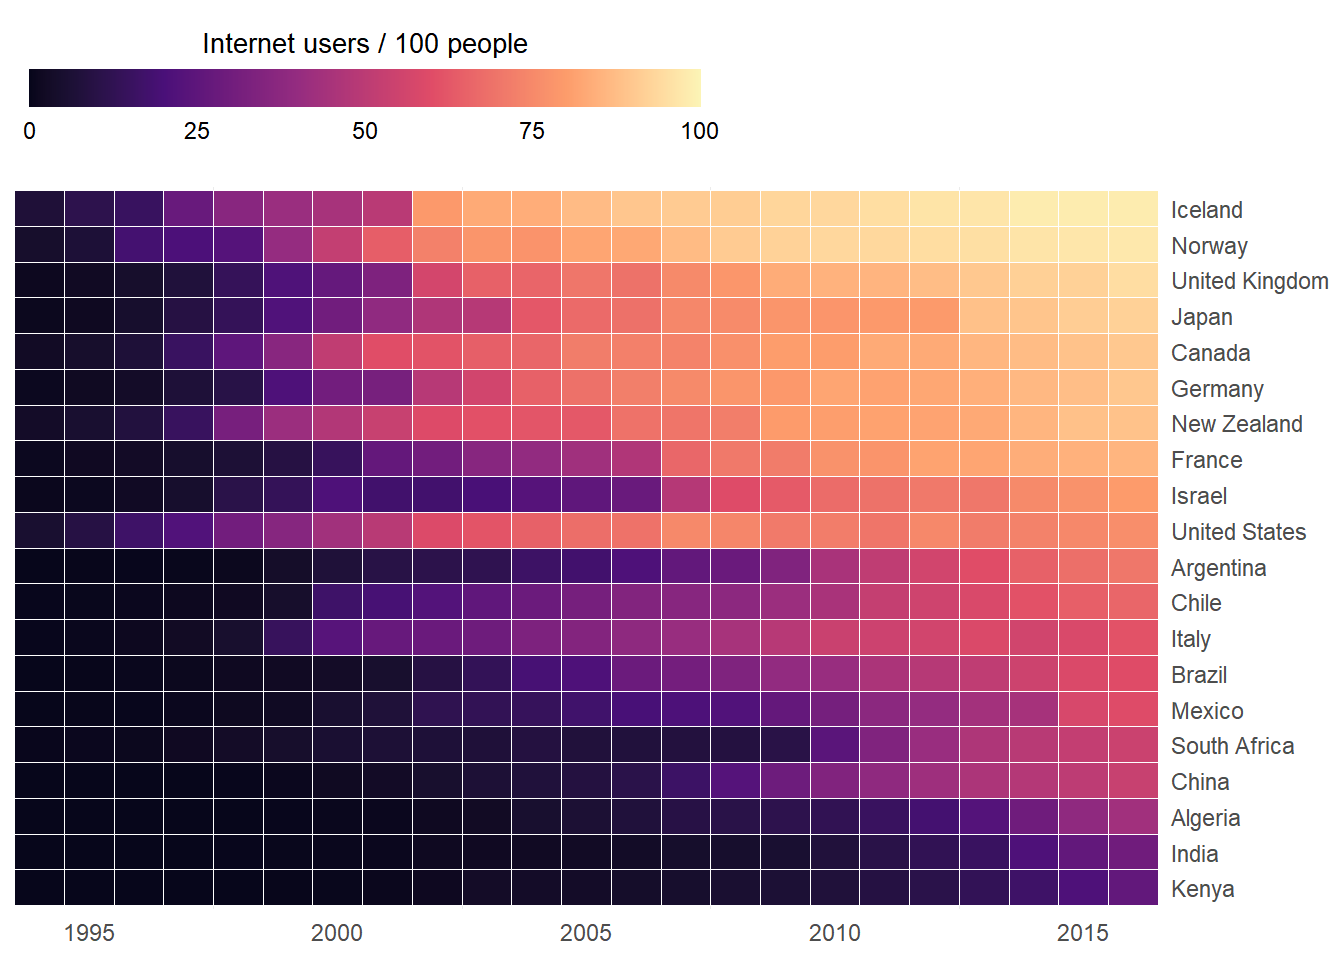 Internet users / 100 people
0 25 50 75 100
Iceland
Norway
United Kingdom
Japan
Canada
Germany
New Zealand
France
Israel
United States
Argentina
Chile
Italy
Brazil
Mexico
South Africa
China
Algeria
India
Kenya
1995 2000 2005 2010 2015